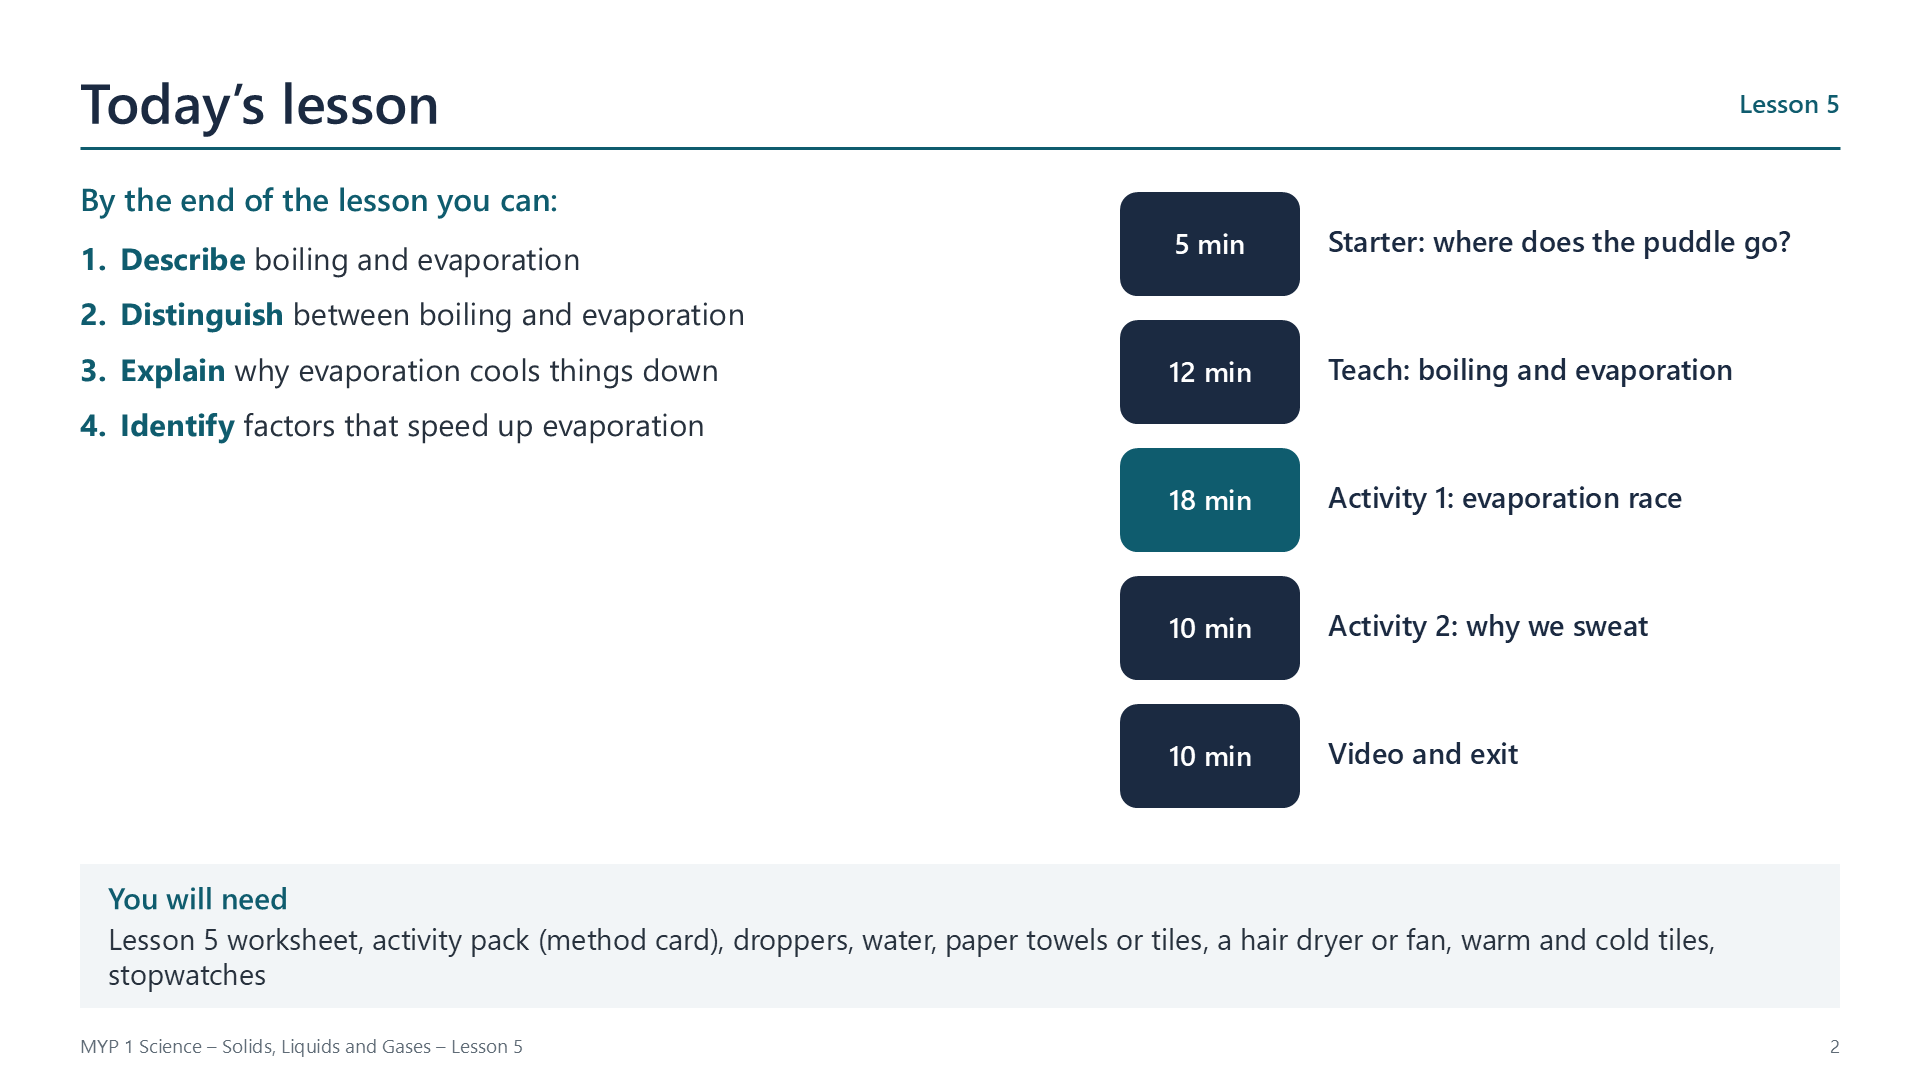 Today’s lesson
Lesson 5
By the end of the lesson you can:
1. Describe boiling and evaporation
2. Distinguish between boiling and evaporation
3. Explain why evaporation cools things down
4. Identify factors that speed up evaporation
5 min
Starter: where does the puddle go?
12 min
Teach: boiling and evaporation
18 min
Activity 1: evaporation race
10 min
Activity 2: why we sweat
10 min
Video and exit
You will need
Lesson 5 worksheet, activity pack (method card), droppers, water, paper towels or tiles, a hair dryer or fan, warm and cold tiles,
stopwatches
MYP 1 Science – Solids, Liquids and Gases – Lesson 5
2